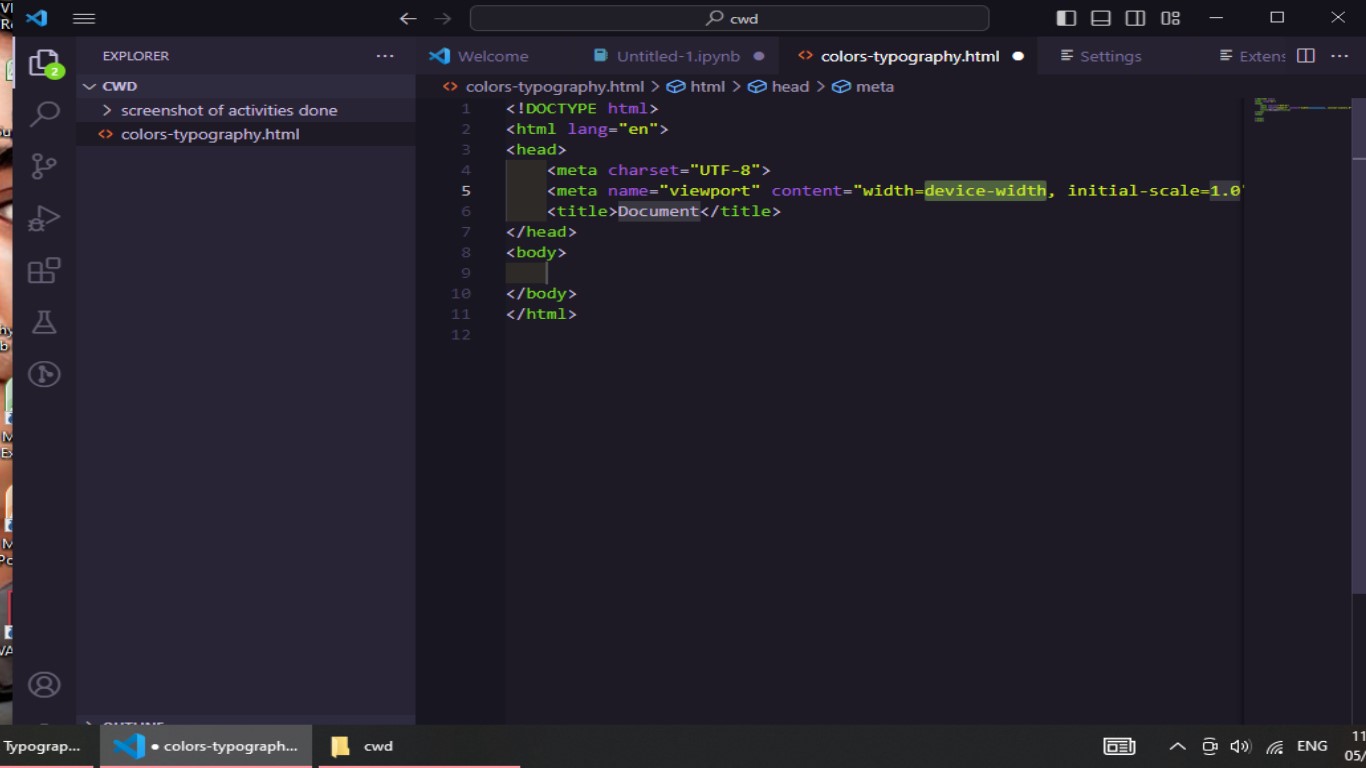 cwd
EXPLORER
Welcome
Untitled-1.ipynb
colors-typography.html
Settings
Extens
2
CWD
colors-typography.html > html > head > meta
screenshot of activities done
colors-typography.html
1 <!DOCTYPE html>
2 <html lang="en">
3 <head>
4 <meta charset="UTF-8">
5 <meta name="viewport" content="width=device-width, initial-scale=1.0
6 <title>Document</title>
7 </head>
8 <body>
9
10 </body>
11 </html>
12
OUTLINE
Typograp...
• colors-typograph...
cwd
ENG
11
05/